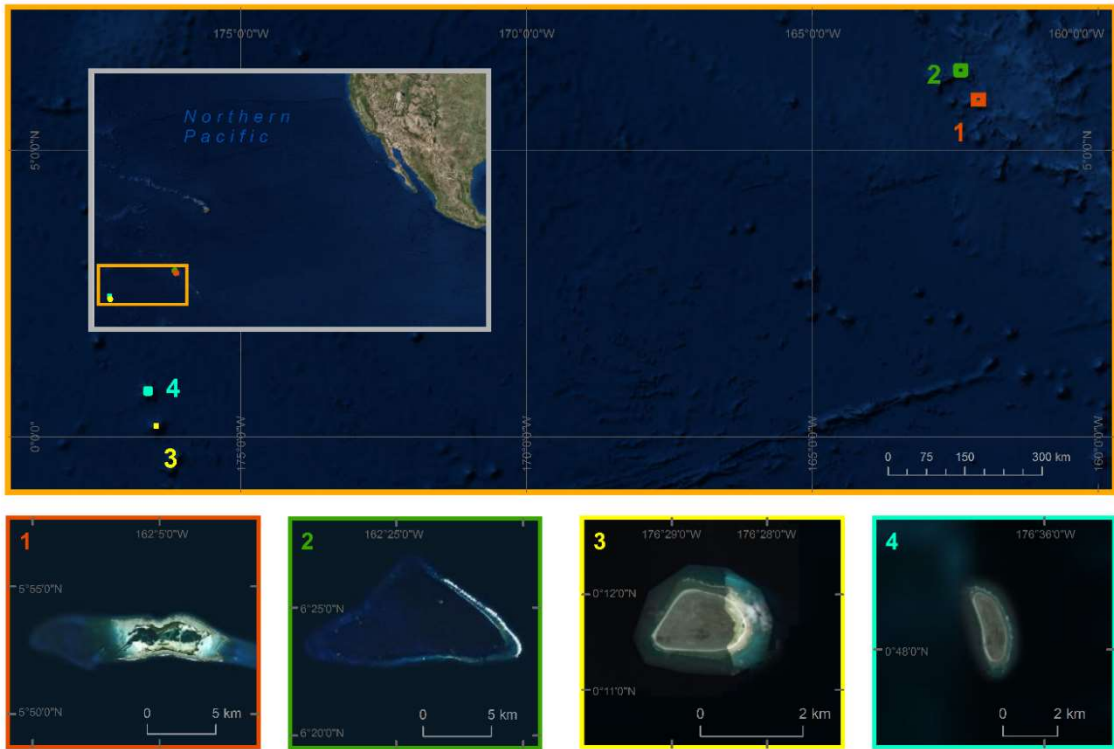 175°0'0"W 170°0'0"W 165°0'0"W 160°0'0"W
2
1
Northern
Pacific
5°0'0"N 5°0'0"N
4
3
0°0'0" 0°0'0"
175°0'0"W 170°0'0"W 165°0'0"W 160°0'0"W
0 75 150 300 km
1
162°5'0"W
5°55'0"N
5°50'0"N
0 5 km
2
162°25'0"W
6°25'0"N
6°20'0"N
0 5 km
3
176°29'0"W 176°28'0"W
0°12'0"N
0°11'0"N
0 2 km
4
176°36'0"W
0°48'0"N
0 2 km